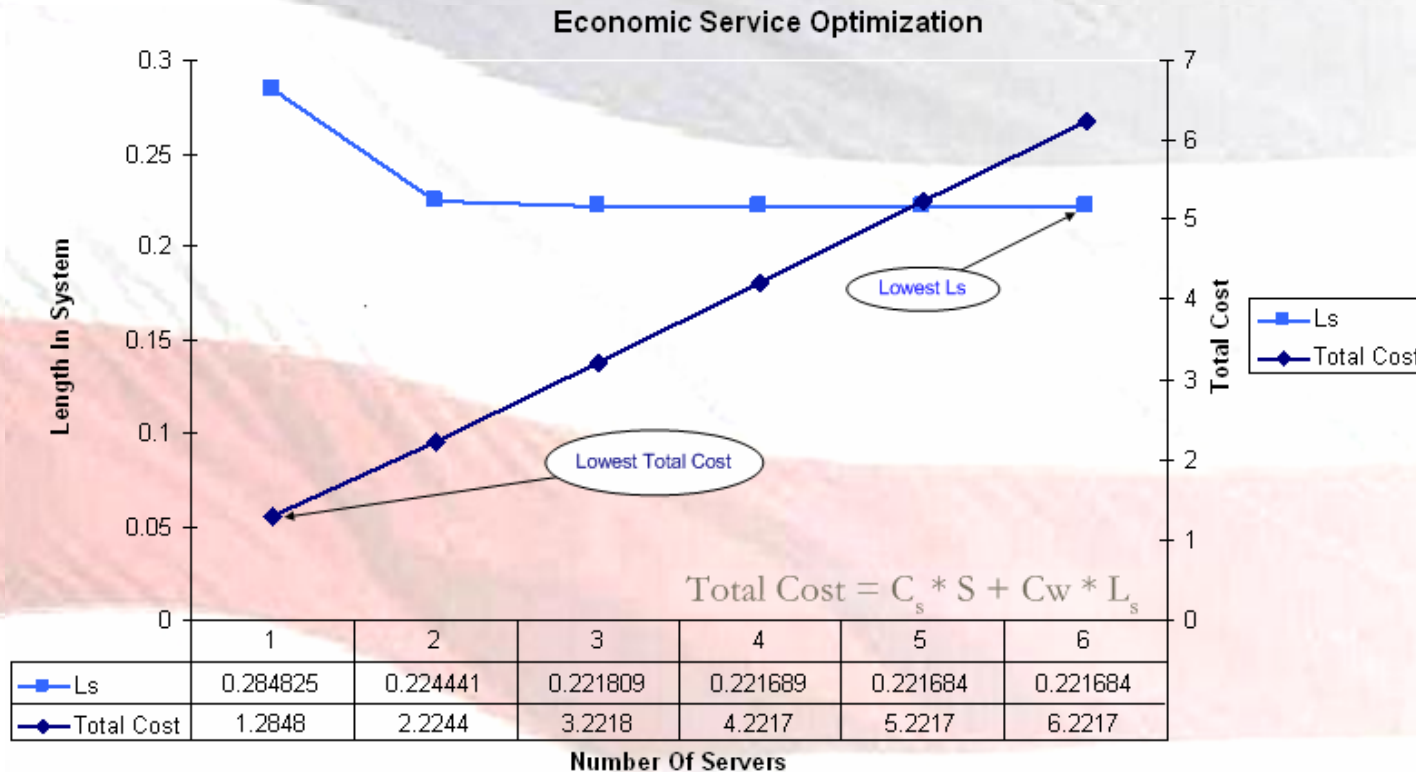 Economic Service Optimization
0.3
0.25
0.2
0.15
0.1
0.05
0
Length In System
7
6
5
4
3
2
1
0
Total Cost
Lowest Ls
Lowest Total Cost
Ls
Total Cost
Total Cost = Cₛ * S + Cw * Lₛ
1 2 3 4 5 6
Ls 0.284825 0.224441 0.221809 0.221689 0.221684 0.221684
Total Cost 1.2848 2.2244 3.2218 4.2217 5.2217 6.2217
Number Of Servers